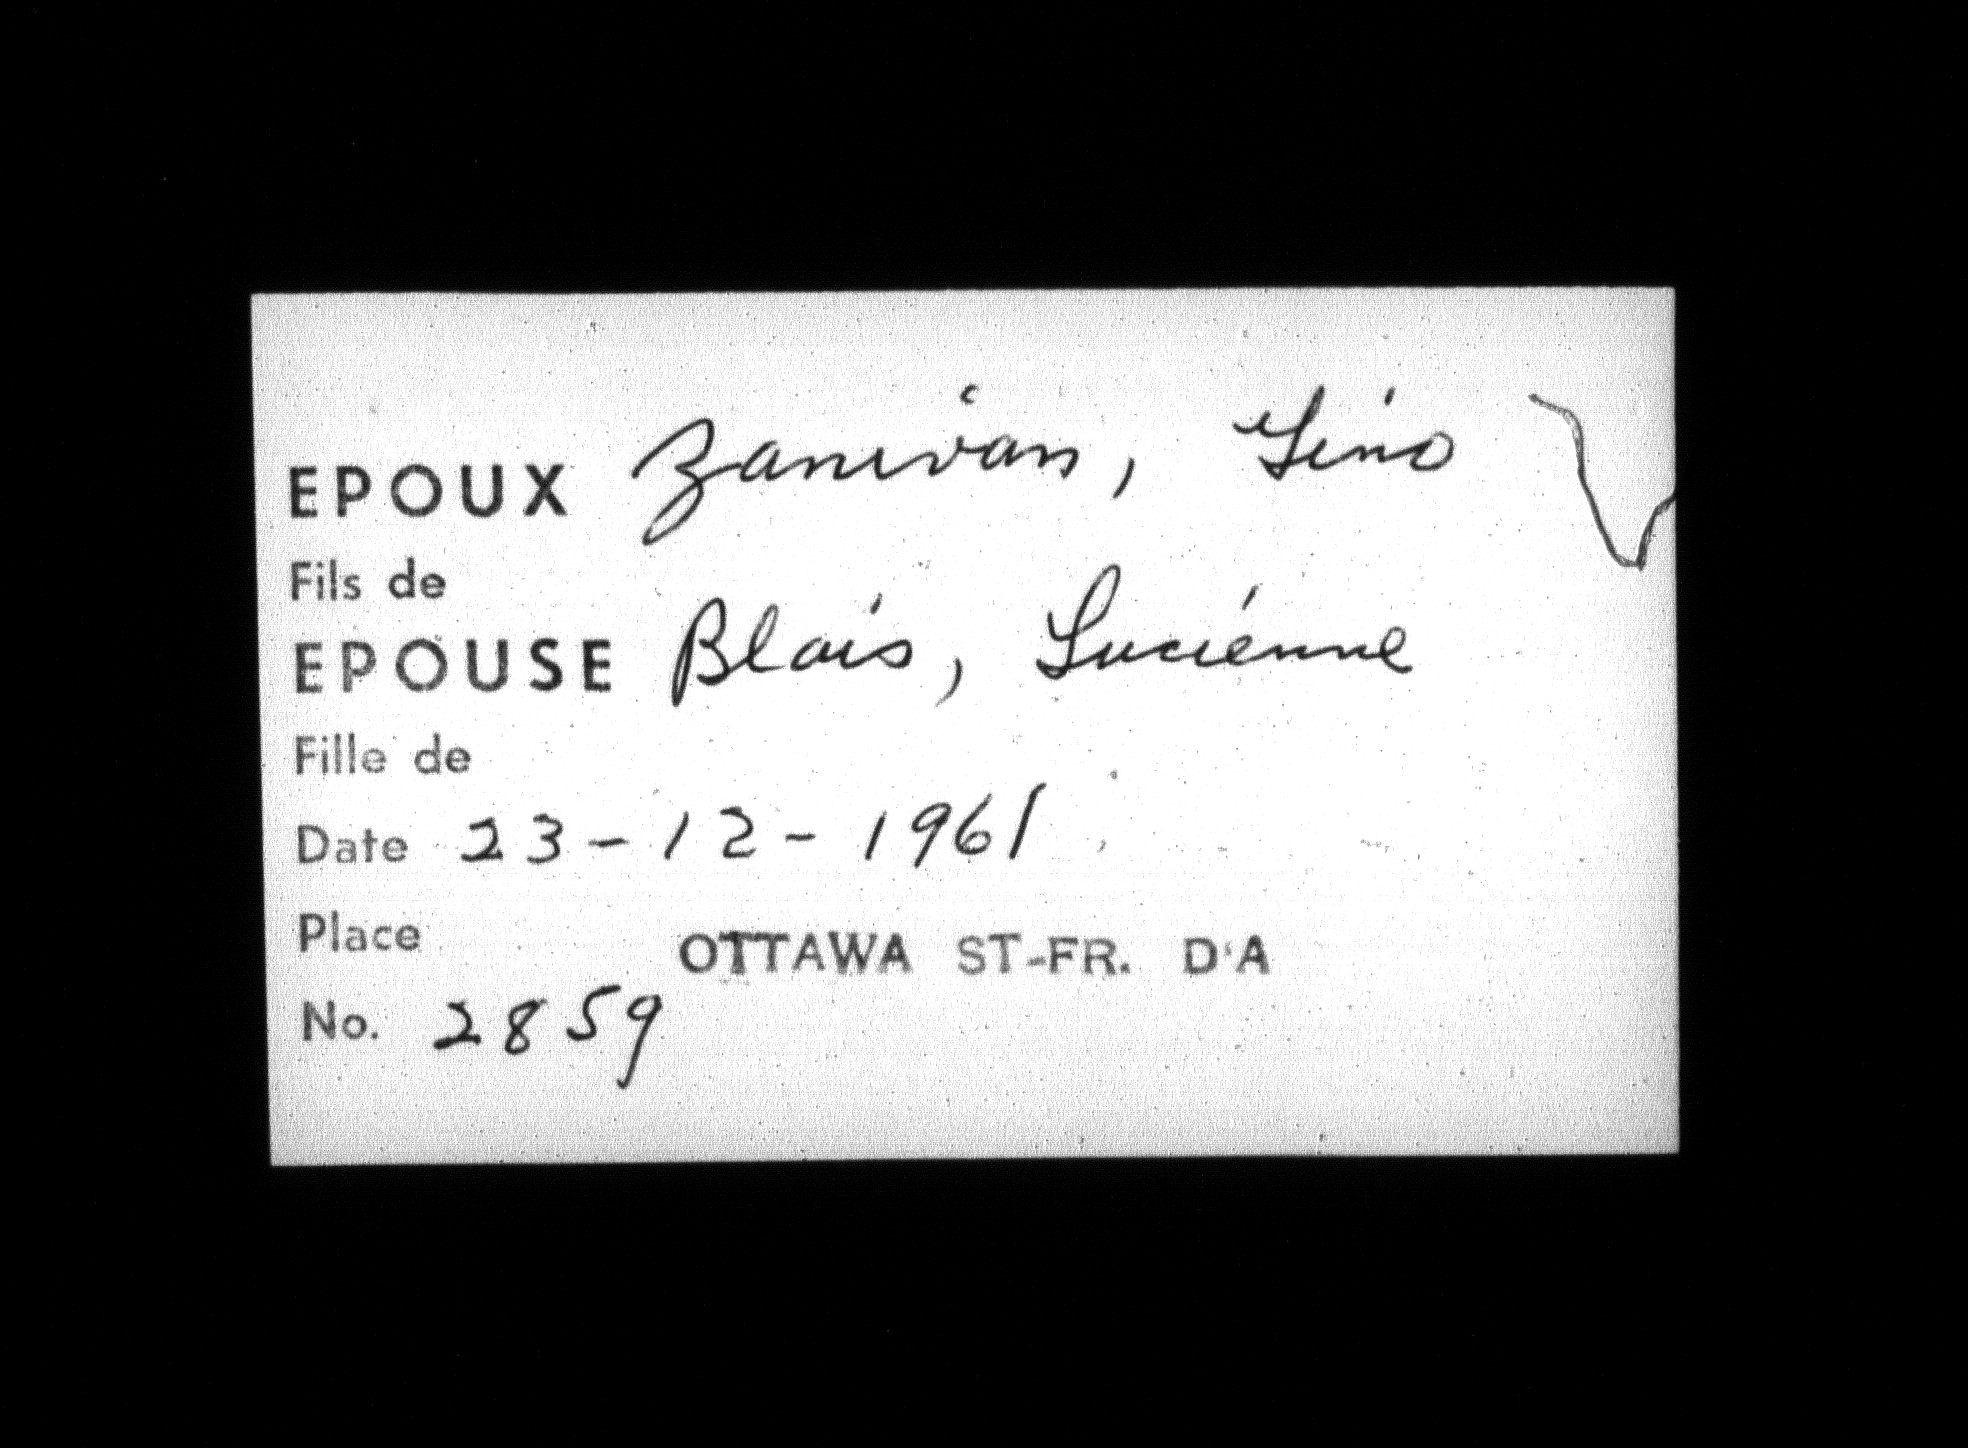 EPOUX Zanivan, Lino
Fils de
EPOUSE Blais, Lucienne
Fille de
Date 23-12-1961
Place OTTAWA ST-FR. D'A
No. 2859